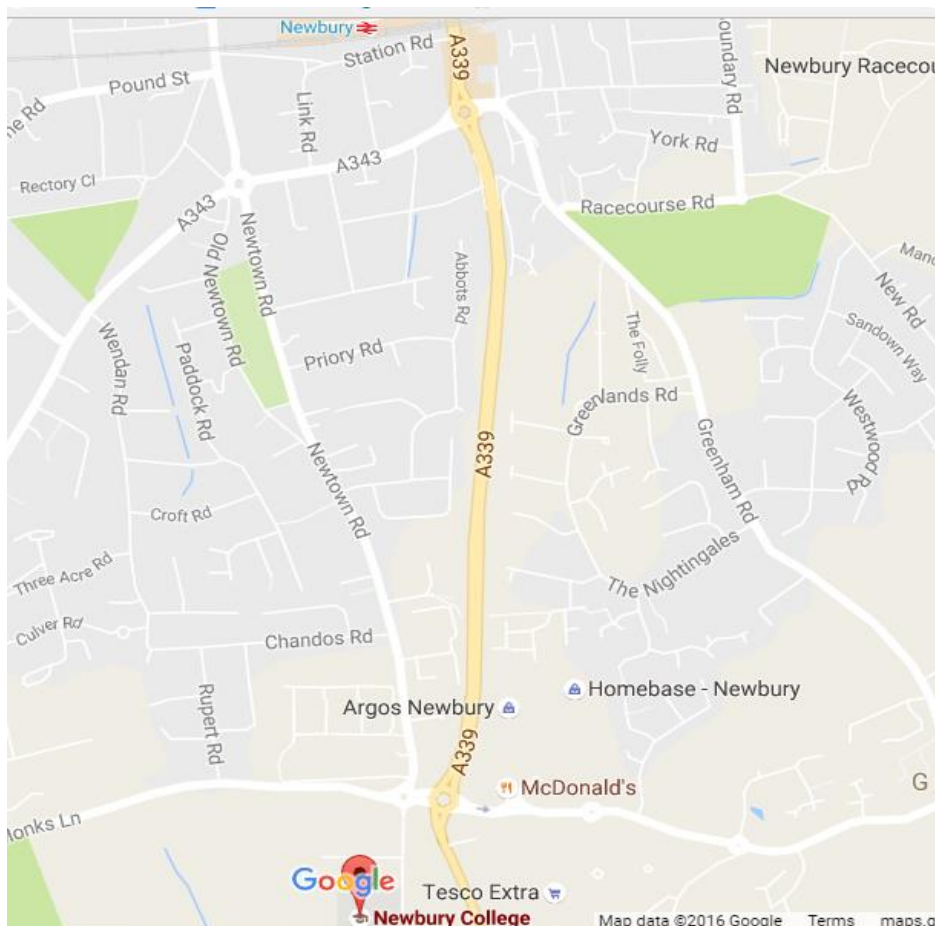 Newbury
A339
Station Rd
Pound St
Link Rd
oundary Rd
Newbury Racecou
ne Rd
York Rd
A343
Rectory Cl
A343
Racecourse Rd
Old Newtown Rd
Newtown Rd
Abbots Rd
New Rd
Sandown Way
Wendan Rd
Paddock Rd
Priory Rd
The Folly
Greenlands Rd
Westwood Rd
A339
Greenham Rd
Newtown Rd
Croft Rd
The Nightingales
Three Acre Rd
Culver Rd
Chandos Rd
Rupert Rd
Homebase - Newbury
Argos Newbury
A339
McDonald's
G
Monks Ln
Google
Tesco Extra
Newbury College
Map data ©2016 Google Terms maps.g